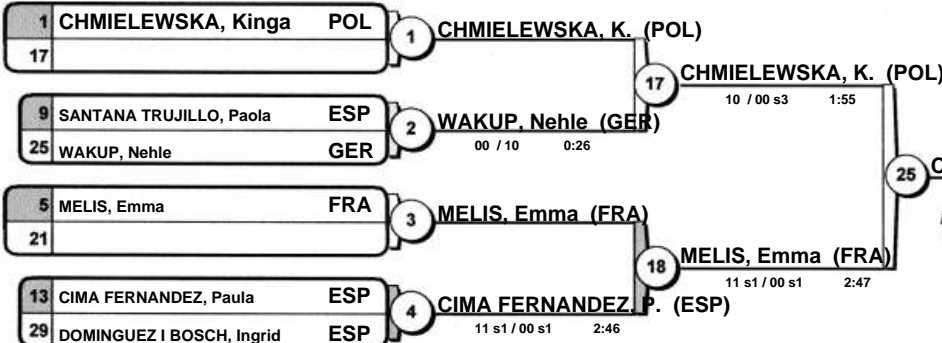 1 CHMIELEWSKA, Kinga POL
17
1
CHMIELEWSKA, K. (POL)
9 SANTANA TRUJILLO, Paola ESP
25 WAKUP, Nehle GER
2
WAKUP, Nehle (GER)
00 / 10 0:26
17
CHMIELEWSKA, K. (POL)
10 / 00 s3 1:55
5 MELIS, Emma FRA
21
3
MELIS, Emma (FRA)
13 CIMA FERNANDEZ, Paula ESP
29 DOMINGUEZ I BOSCH, Ingrid ESP
4
CIMA FERNANDEZ, P. (ESP)
11 s1 / 00 s1 2:46
18
MELIS, Emma (FRA)
11 s1 / 00 s1 2:47
25